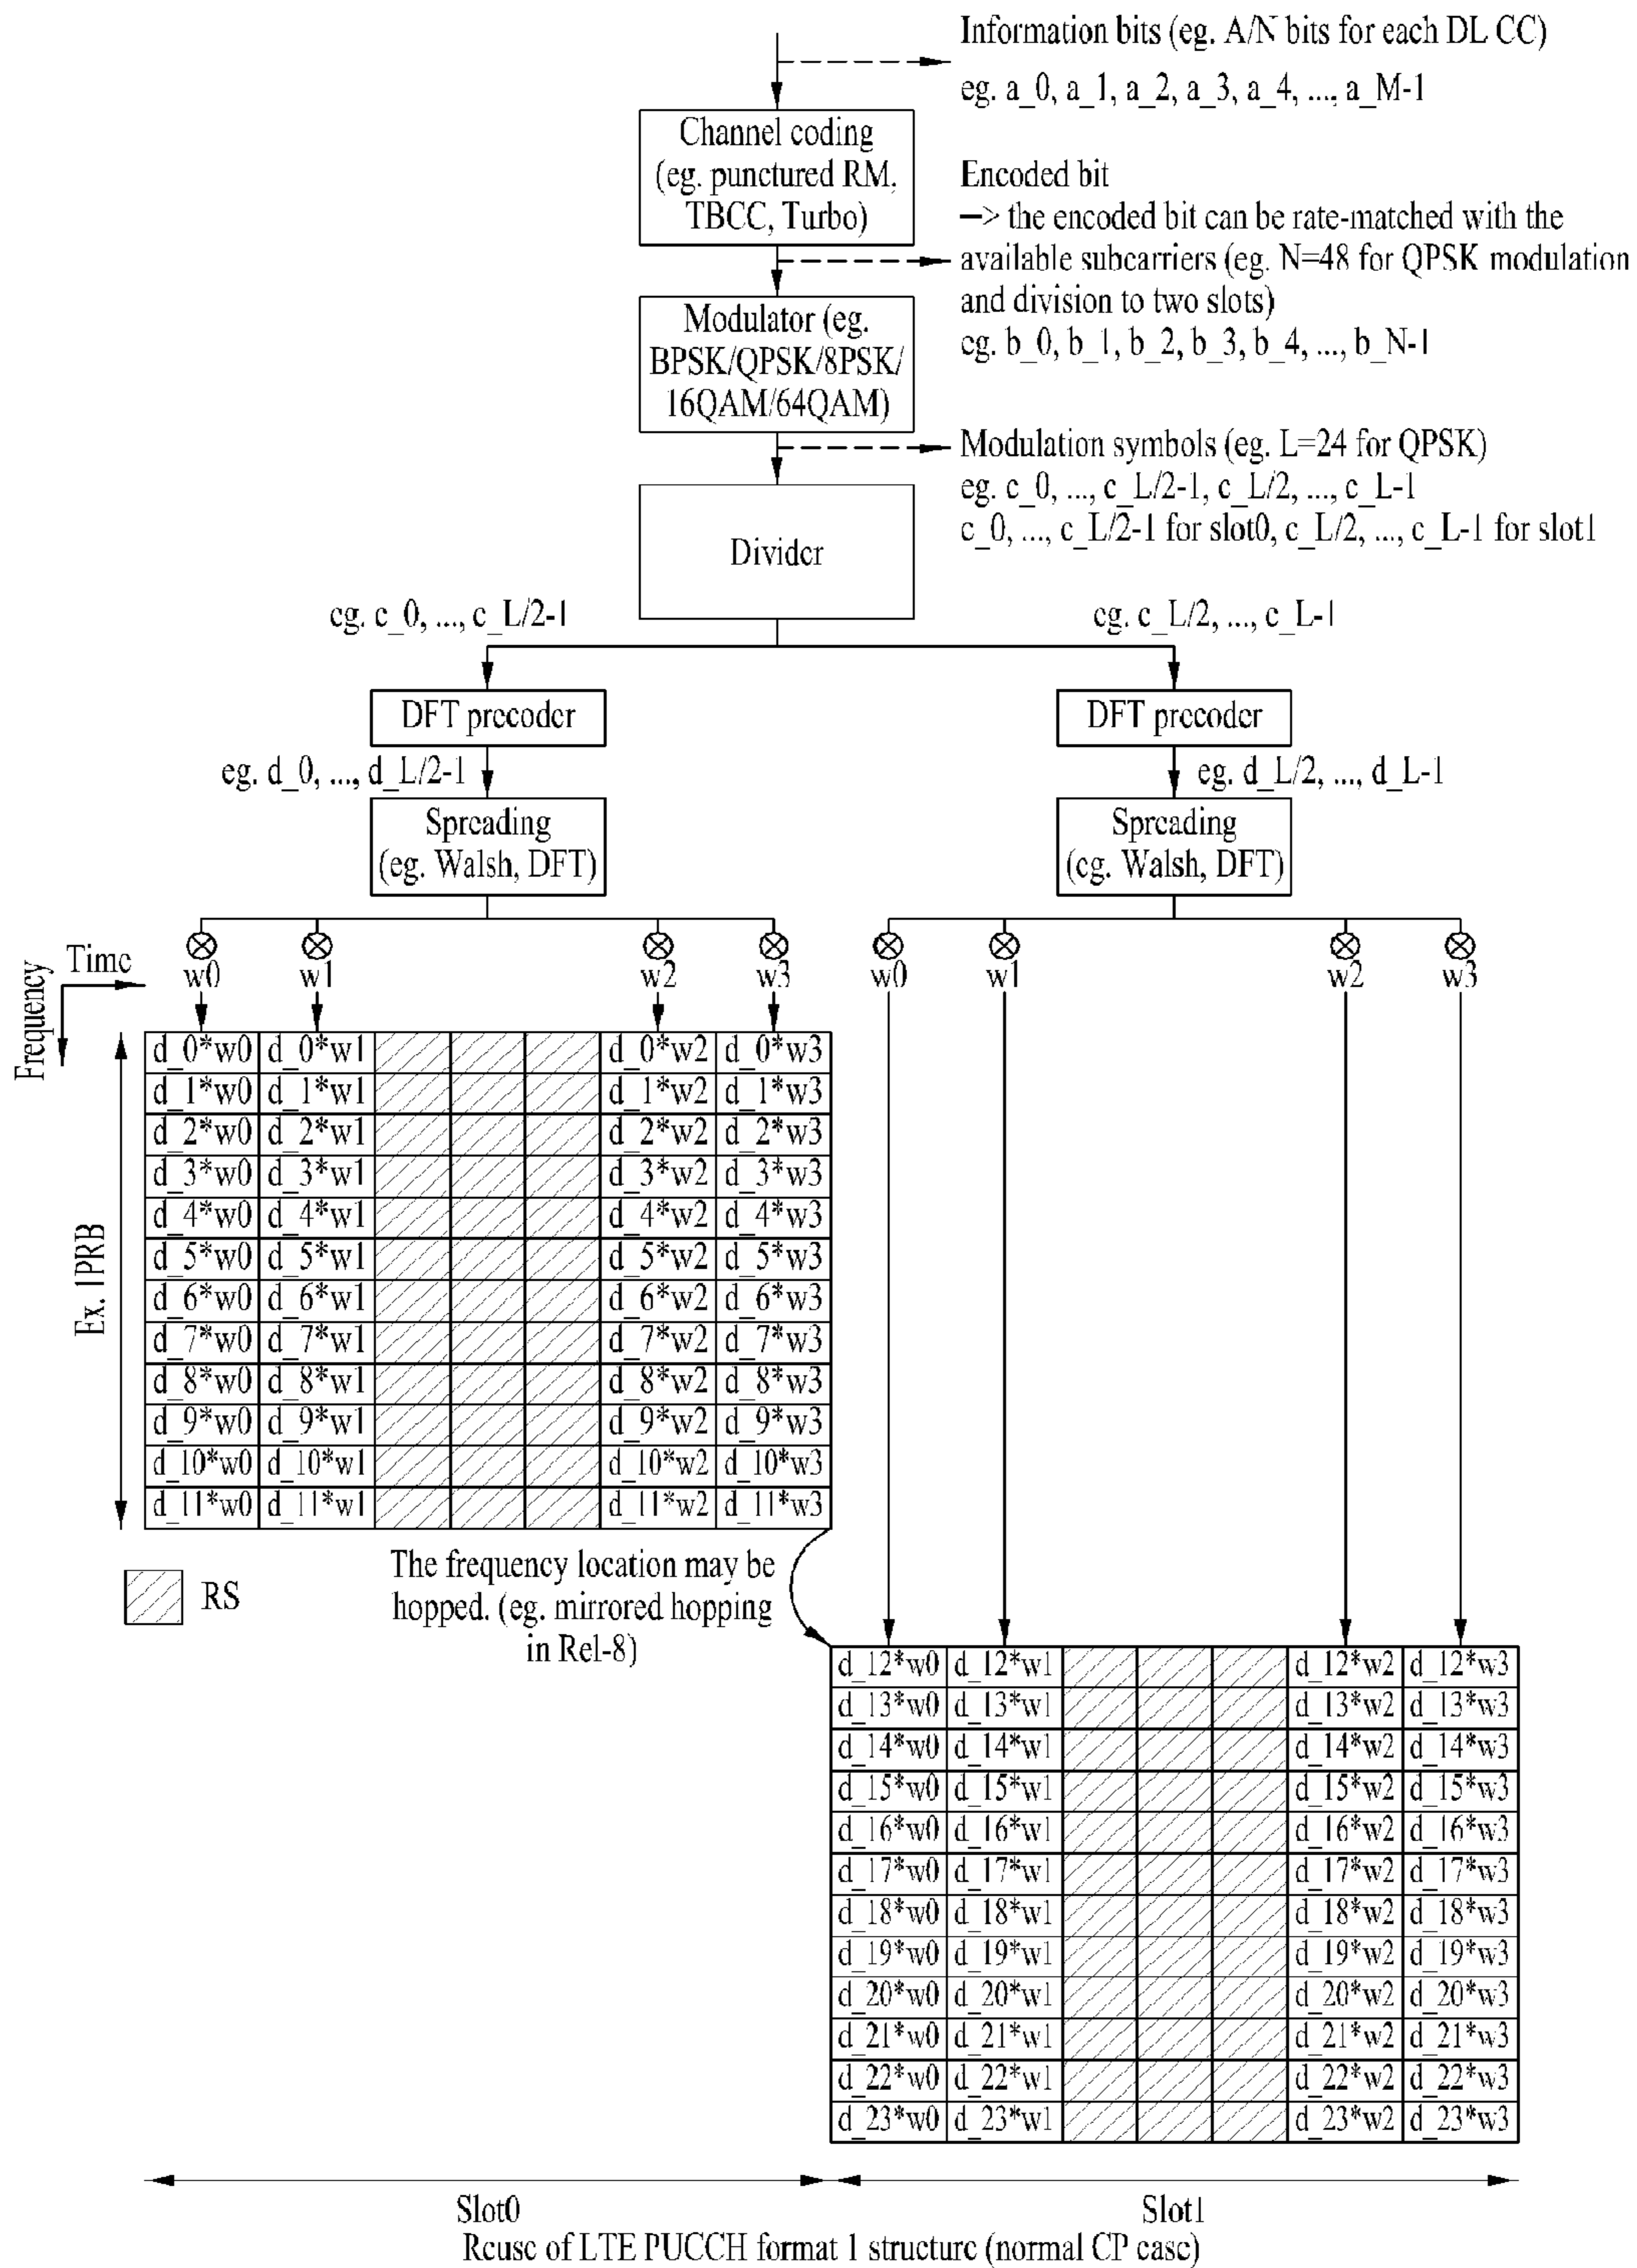 Information bits (eg. A/N bits for each DL CC)
eg. a_0, a_1, a_2, a_3, a_4, ..., a_M-1
Channel coding
(eg. punctured RM,
TBCC, Turbo)
Encoded bit
—> the encoded bit can be rate-matched with the
available subcarriers (eg. N=48 for QPSK modulation
and division to two slots)
eg. b_0, b_1, b_2, b_3, b_4, ..., b_N-1
Modulator (eg.
BPSK/QPSK/8PSK/
16QAM/64QAM)
Modulation symbols (eg. L=24 for QPSK)
eg. c_0, ..., c_L/2-1, c_L/2, ..., c_L-1
c_0, ..., c_L/2-1 for slot0, c_L/2, ..., c_L-1 for slot1
Divider
eg. c_0, ..., c_L/2-1
eg. c_L/2, ..., c_L-1
DFT precoder
DFT precoder
eg. d_0, ..., d_L/2-1
eg. d_L/2, ..., d_L-1
Spreading
(eg. Walsh, DFT)
Spreading
(eg. Walsh, DFT)
Time
Frequency
w0 w1 w2 w3
w0 w1 w2 w3
Ex. 1PRB
d_0*w0 d_0*w1 d_0*w2 d_0*w3
d_1*w0 d_1*w1 d_1*w2 d_1*w3
d_2*w0 d_2*w1 d_2*w2 d_2*w3
d_3*w0 d_3*w1 d_3*w2 d_3*w3
d_4*w0 d_4*w1 d_4*w2 d_4*w3
d_5*w0 d_5*w1 d_5*w2 d_5*w3
d_6*w0 d_6*w1 d_6*w2 d_6*w3
d_7*w0 d_7*w1 d_7*w2 d_7*w3
d_8*w0 d_8*w1 d_8*w2 d_8*w3
d_9*w0 d_9*w1 d_9*w2 d_9*w3
d_10*w0 d_10*w1 d_10*w2 d_10*w3
d_11*w0 d_11*w1 d_11*w2 d_11*w3
RS
The frequency location may be
hopped. (eg. mirrored hopping
in Rel-8)
d_12*w0 d_12*w1 d_12*w2 d_12*w3
d_13*w0 d_13*w1 d_13*w2 d_13*w3
d_14*w0 d_14*w1 d_14*w2 d_14*w3
d_15*w0 d_15*w1 d_15*w2 d_15*w3
d_16*w0 d_16*w1 d_16*w2 d_16*w3
d_17*w0 d_17*w1 d_17*w2 d_17*w3
d_18*w0 d_18*w1 d_18*w2 d_18*w3
d_19*w0 d_19*w1 d_19*w2 d_19*w3
d_20*w0 d_20*w1 d_20*w2 d_20*w3
d_21*w0 d_21*w1 d_21*w2 d_21*w3
d_22*w0 d_22*w1 d_22*w2 d_22*w3
d_23*w0 d_23*w1 d_23*w2 d_23*w3
Slot0
Slot1
Reuse of LTE PUCCH format 1 structure (normal CP case)